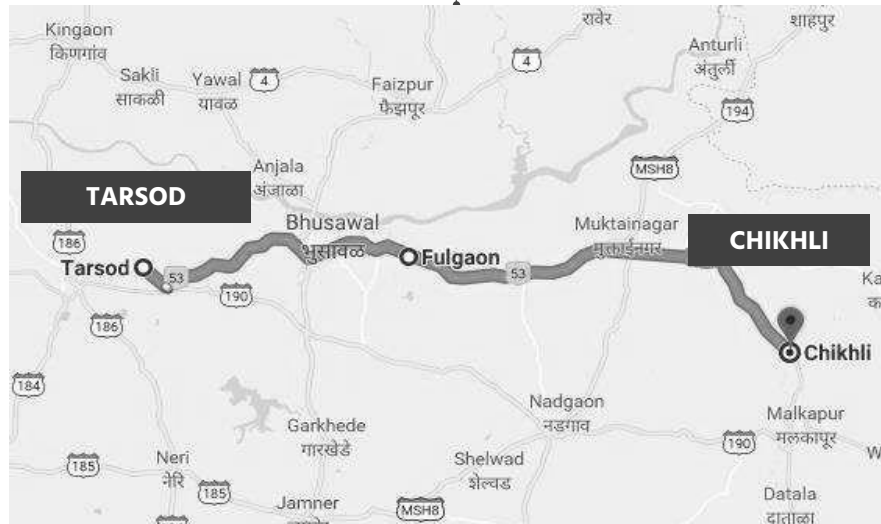 Kingaon
किणगांव
रावेर
शाहपुर
Anturli
अंतुर्ली
Sakli
साकळी
Yawal
यावळ
4
Faizpur
फैझपूर
4
194
Anjala
अंजाळा
MSH8
TARSOD
Bhusawal
भुसावळ
Muktainagar
मुक्ताईनगर
CHIKHLI
186
Tarsod
53
Fulgaon
53
190
186
Chikhli
184
Nadgaon
नडगाव
Malkapur
मलकापूर
Garkhede
गारखेडे
190
185
Neri
नेरि
Shelwad
शेल्वड
185
Jamner
MSH8
Datala
दाताळा